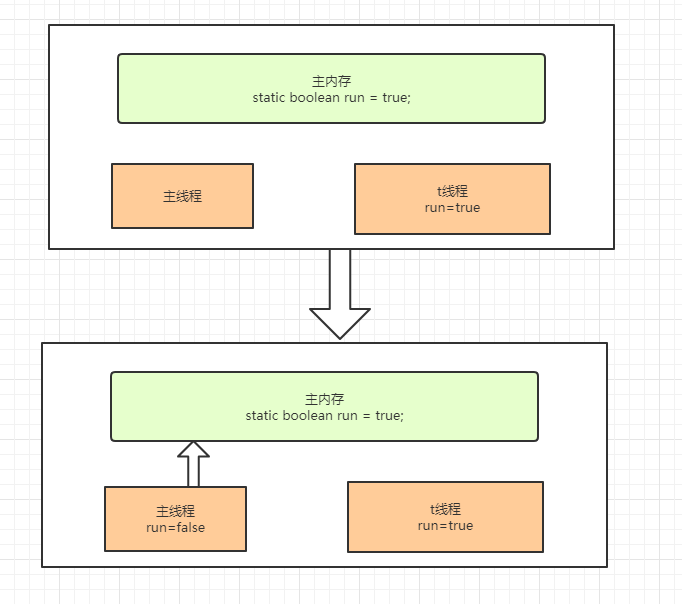 主内存
static boolean run = true;
主线程
t线程
run=true
主内存
static boolean run = true;
主线程
run=false
t线程
run=true